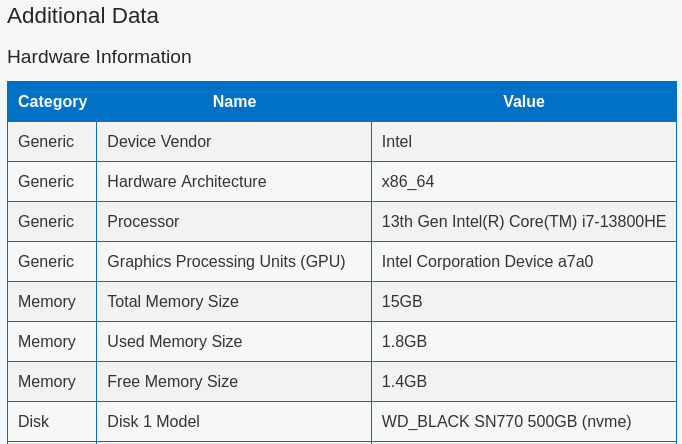 Additional Data
Hardware Information
Category Name Value
Generic Device Vendor Intel
Generic Hardware Architecture x86_64
Generic Processor 13th Gen Intel(R) Core(TM) i7-13800HE
Generic Graphics Processing Units (GPU) Intel Corporation Device a7a0
Memory Total Memory Size 15GB
Memory Used Memory Size 1.8GB
Memory Free Memory Size 1.4GB
Disk Disk 1 Model WD_BLACK SN770 500GB (nvme)